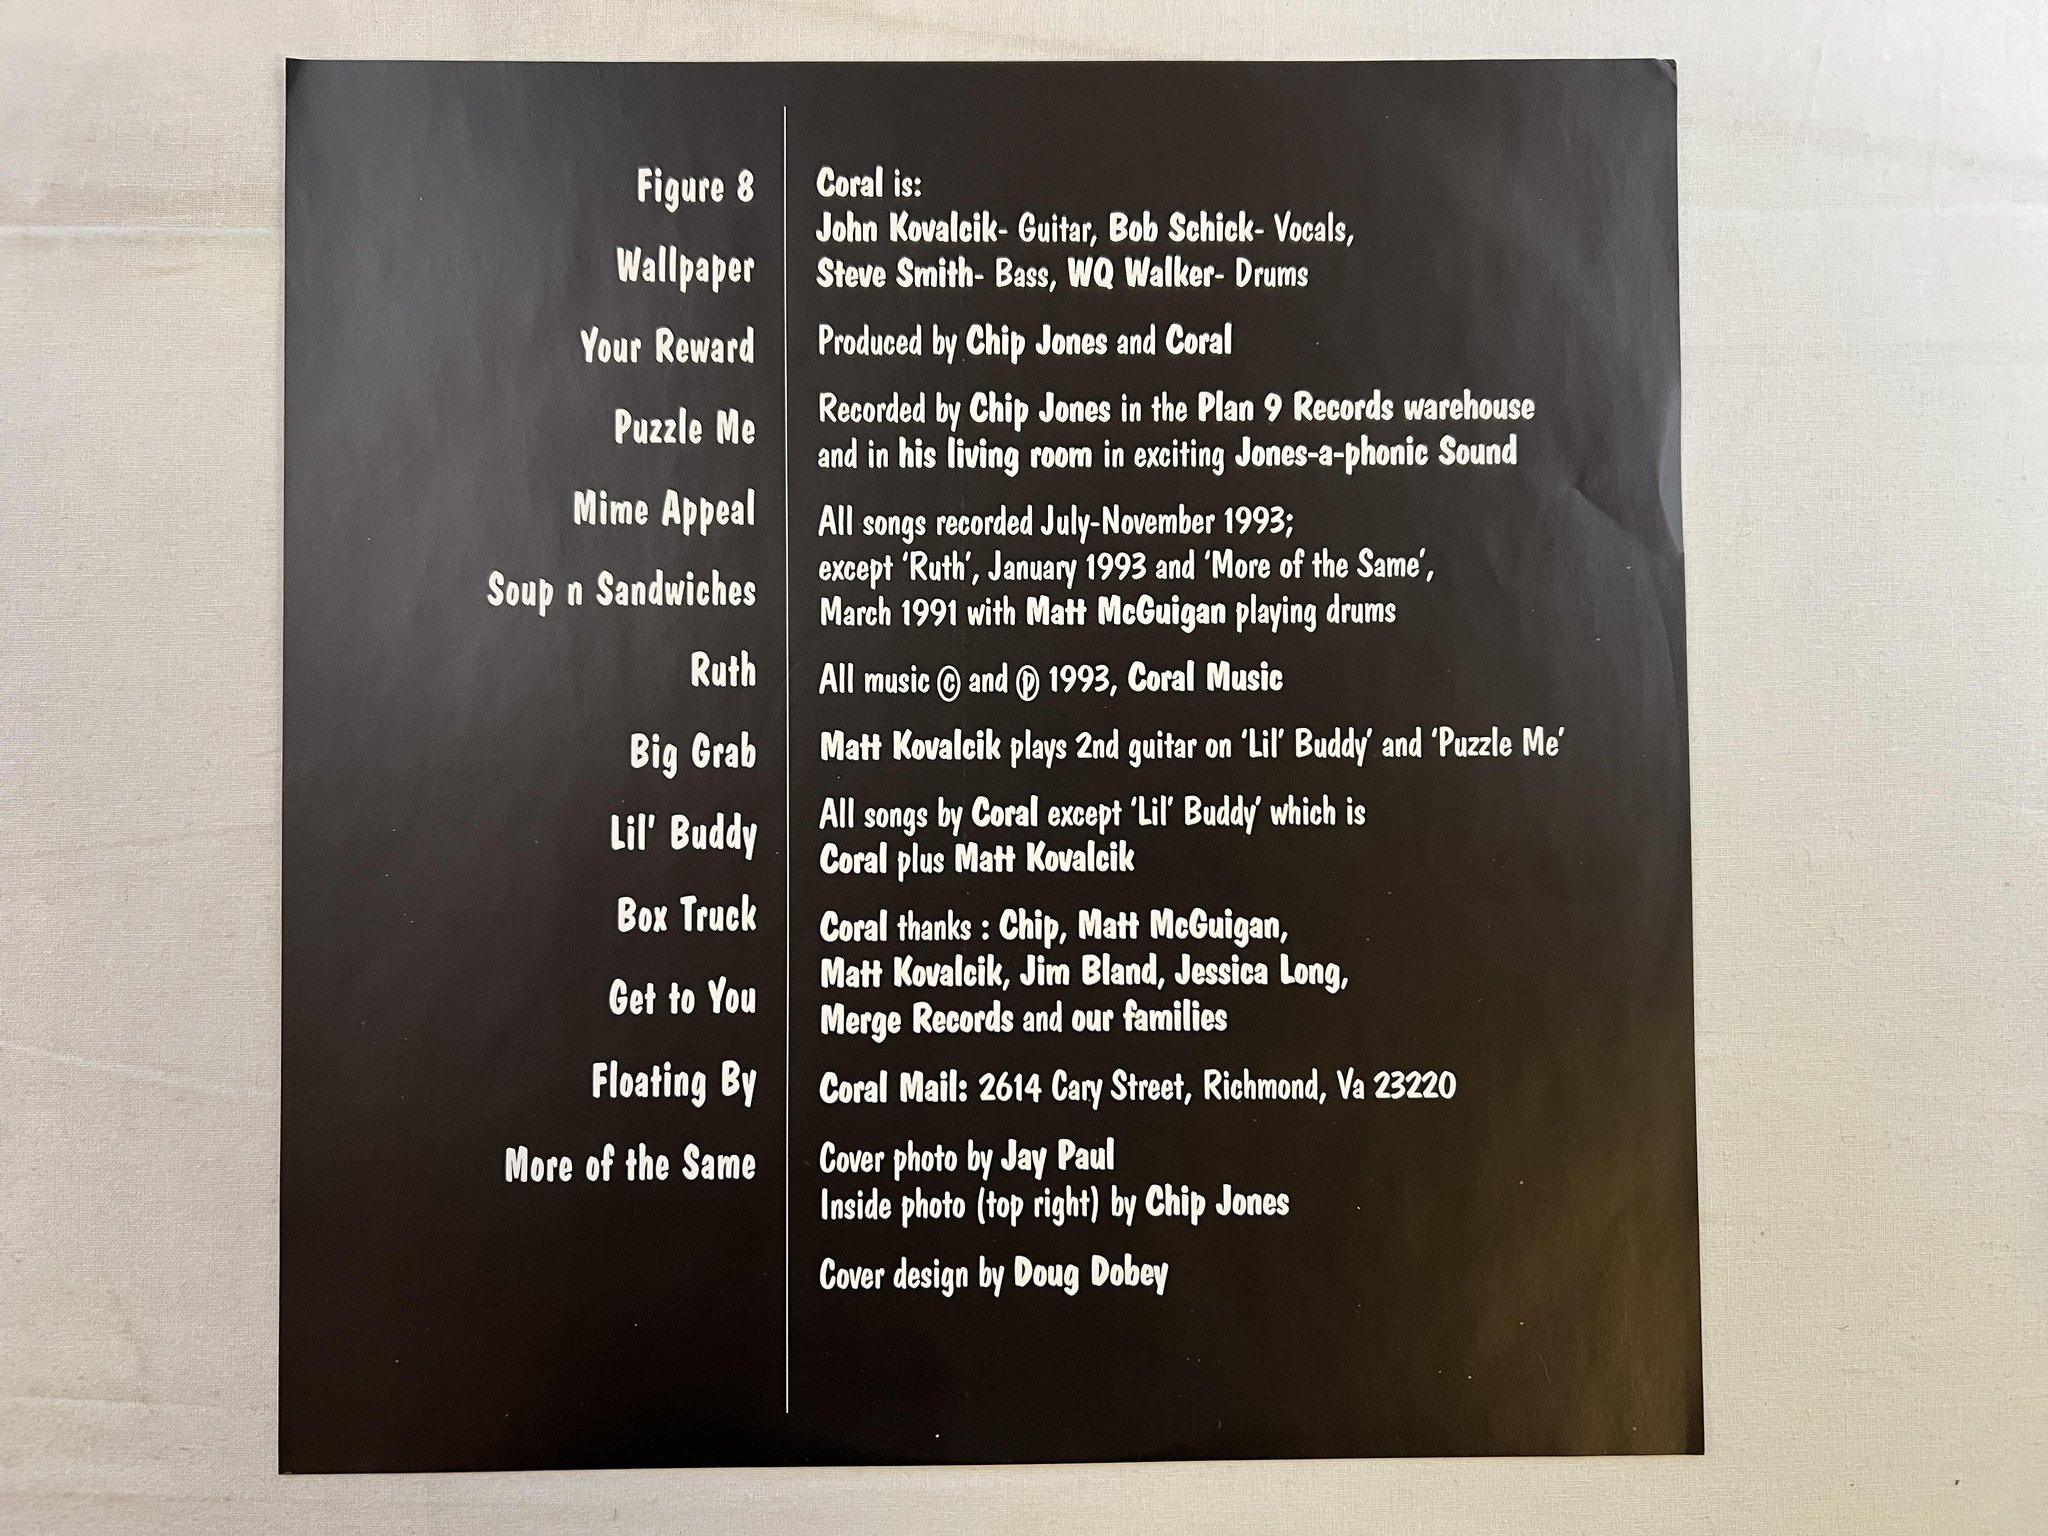 Figure 8
Wallpaper
Your Reward
Puzzle Me
Mime Appeal
Soup n Sandwiches
Ruth
Big Grab
Lil' Buddy
Box Truck
Get to You
Floating By
More of the Same
Coral is:
John Kovalcik- Guitar, Bob Schick- Vocals,
Steve Smith- Bass, WQ Walker- Drums
Produced by Chip Jones and Coral
Recorded by Chip Jones in the Plan 9 Records warehouse
and in his living room in exciting Jones-a-phonic Sound
All songs recorded July-November 1993;
except ‘Ruth’, January 1993 and ‘More of the Same’,
March 1991 with Matt McGuigan playing drums
All music © and ℗ 1993, Coral Music
Matt Kovalcik plays 2nd guitar on ‘Lil’ Buddy’ and ‘Puzzle Me’
All songs by Coral except ‘Lil’ Buddy’ which is
Coral plus Matt Kovalcik
Coral thanks : Chip, Matt McGuigan,
Matt Kovalcik, Jim Bland, Jessica Long,
Merge Records and our families
Coral Mail: 2614 Cary Street, Richmond, Va 23220
Cover photo by Jay Paul
Inside photo (top right) by Chip Jones
Cover design by Doug Dobey